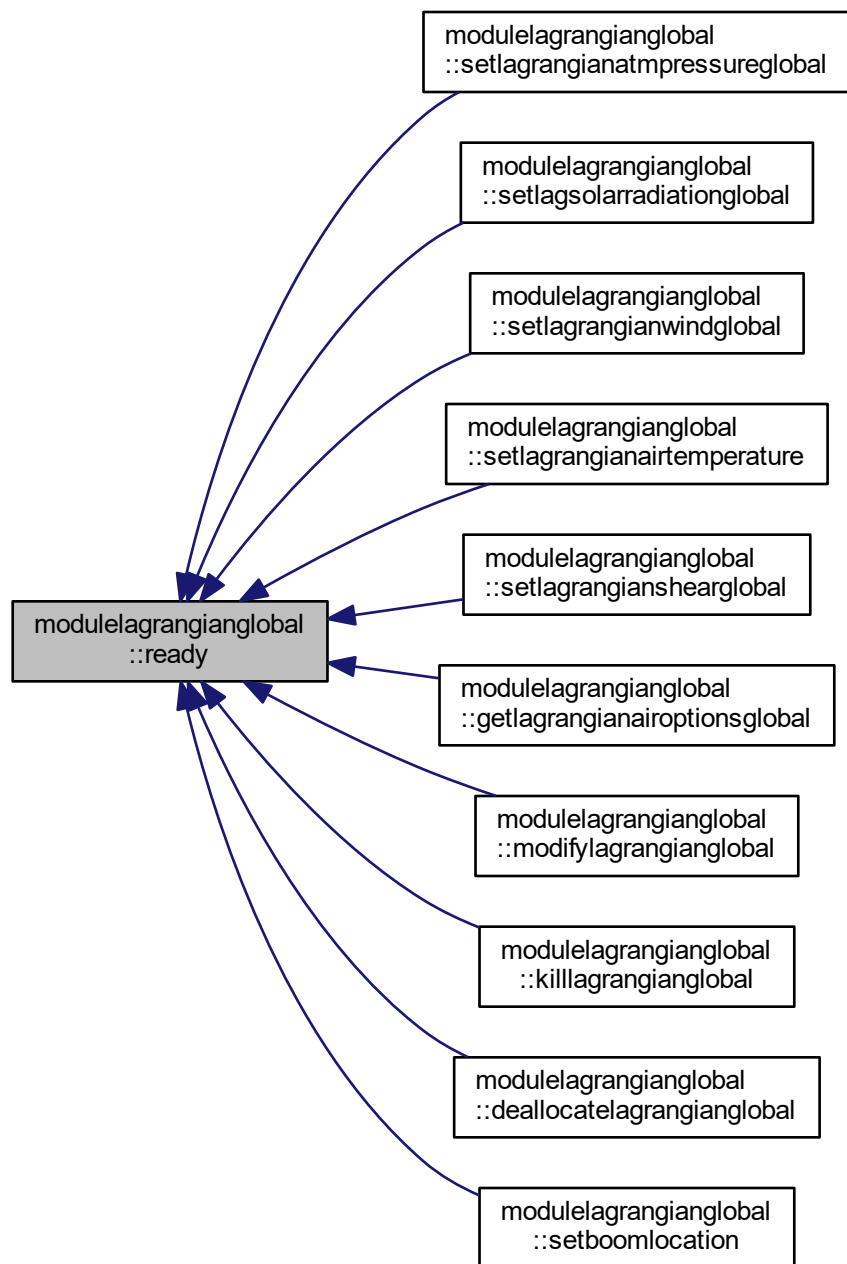 modulelagrangianglobal
::setlagrangianatmpressureglobal
modulelagrangianglobal
::setlagsolarradiationglobal
modulelagrangianglobal
::setlagrangianwindglobal
modulelagrangianglobal
::setlagrangianairtemperature
modulelagrangianglobal
::setlagrangianshearglobal
modulelagrangianglobal
::ready
modulelagrangianglobal
::getlagrangianairoptionsglobal
modulelagrangianglobal
::modifylagrangianglobal
modulelagrangianglobal
::killlagrangianglobal
modulelagrangianglobal
::deallocatelagrangianglobal
modulelagrangianglobal
::setboomlocation